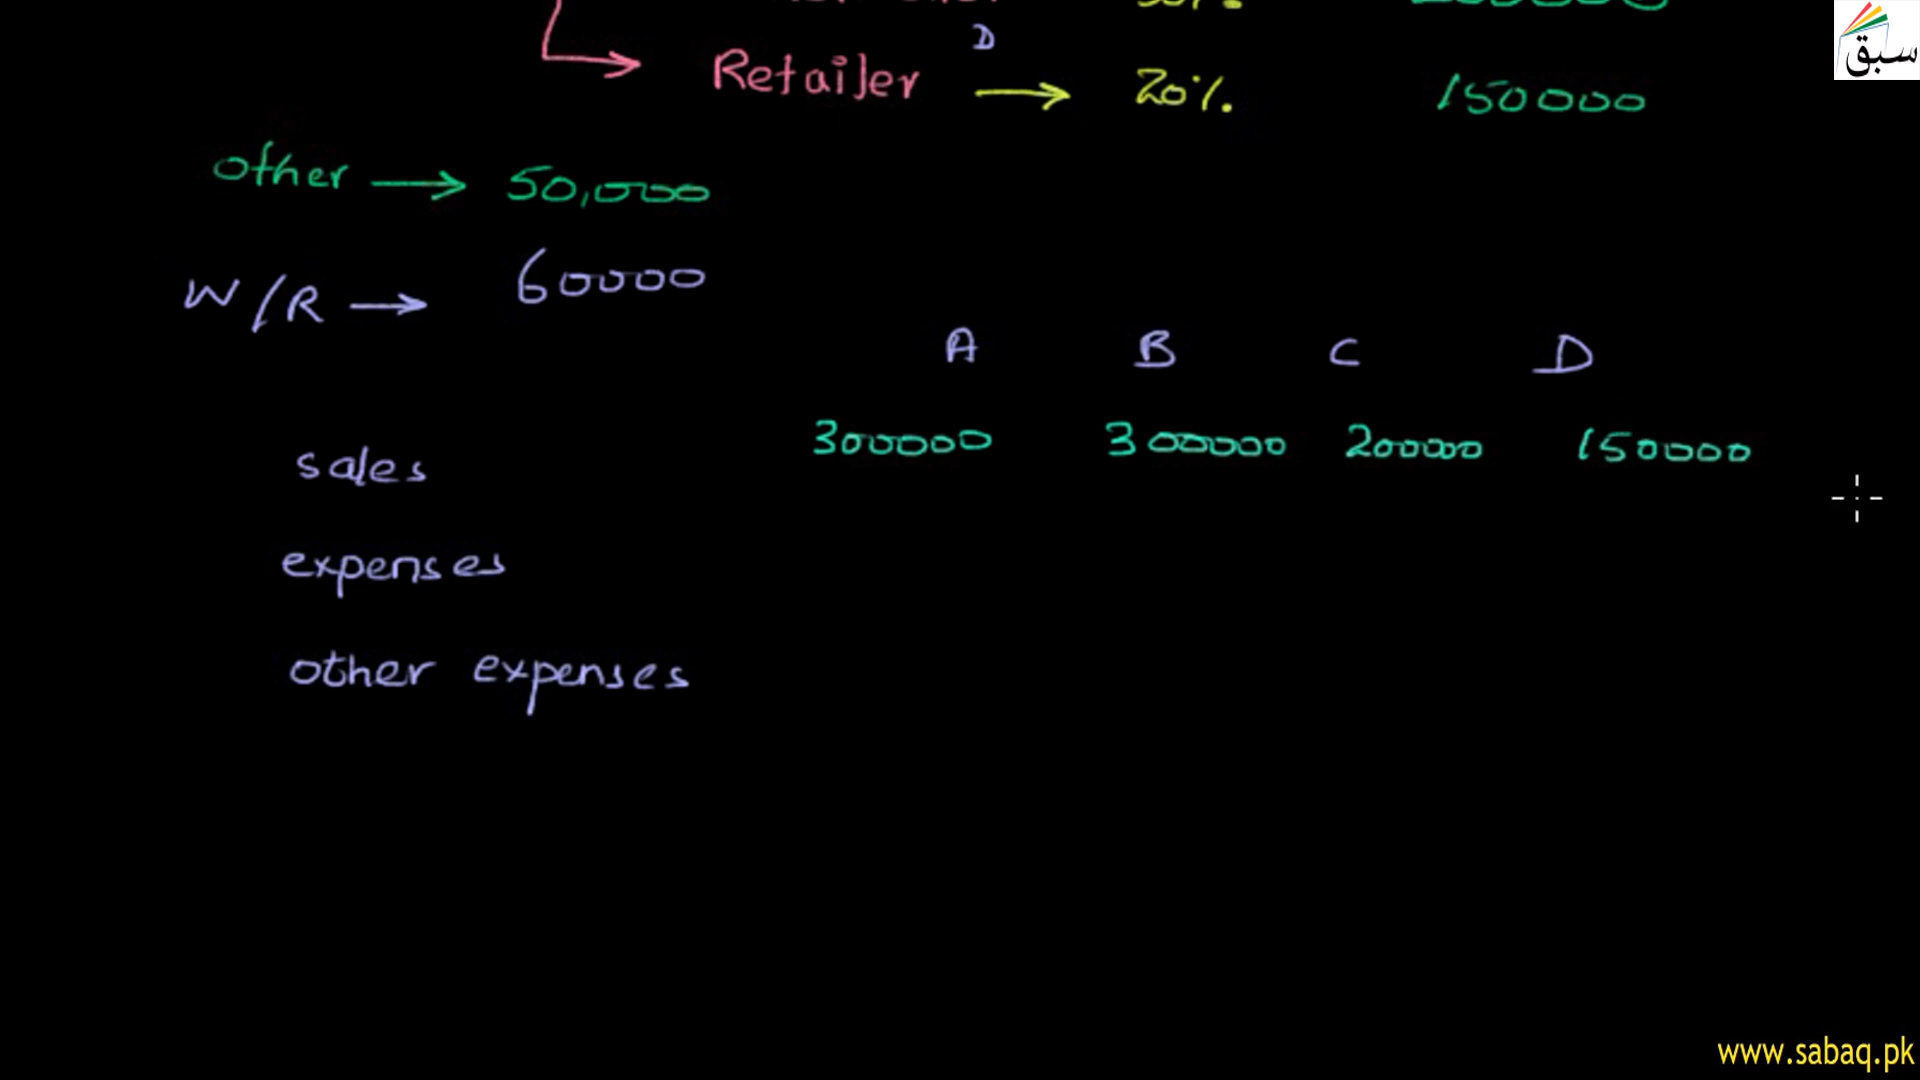 سبق
Retailer D → 20% 150000
other → 50,000
W/R → 60000
A B C D
sales 300000 300000 200000 150000
expenses
other expenses
www.sabaq.pk